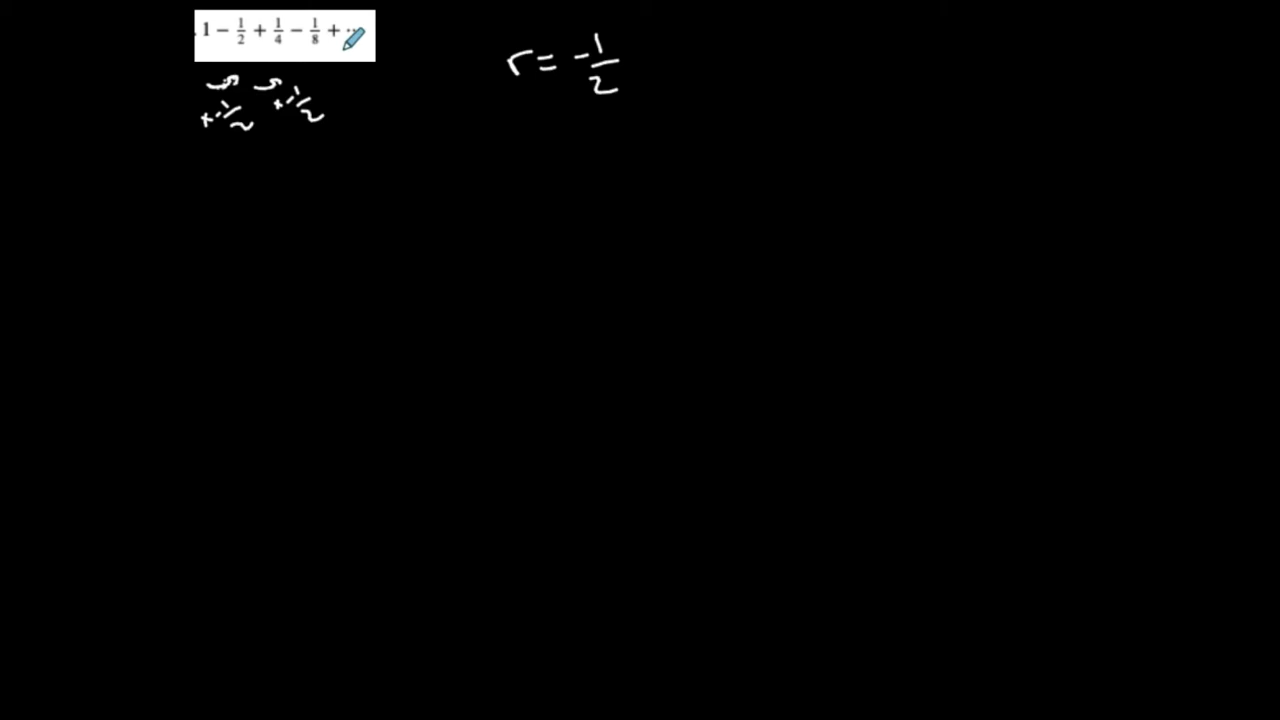 . 1 − 1/2 + 1/4 − 1/8 + ⋯
r = -1/2
× -1/2 × -1/2